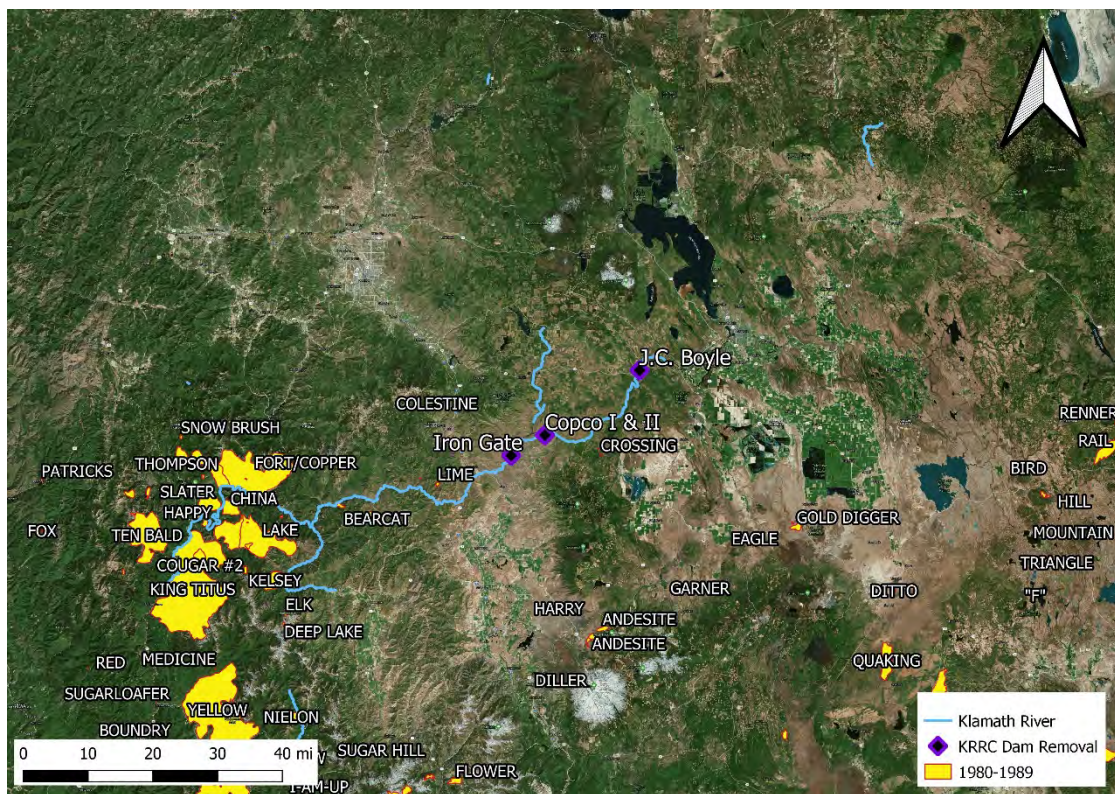 J.C. Boyle
COLESTINE
Copco I & II
SNOW BRUSH
Iron Gate
CROSSING
RENNER
RAIL
PATRICKS
THOMPSON
FORT/COPPER
LIME
BIRD
SLATER
CHINA
HILL
HAPPY
BEARCAT
GOLD DIGGER
FOX
TEN BALD
LAKE
EAGLE
MOUNTAIN
COUGAR #2
TRIANGLE
KING TITUS
KELSEY
GARNER
DITTO
"F"
ELK
HARRY
ANDESITE
DEEP LAKE
ANDESITE
RED
MEDICINE
QUAKING
SUGARLOAFER
DILLER
YELLOW
NIELON
BOUNDRY
SUGAR HILL
FLOWER
I-AM-UP
0 10 20 30 40 mi
Klamath River
KRRC Dam Removal
1980-1989